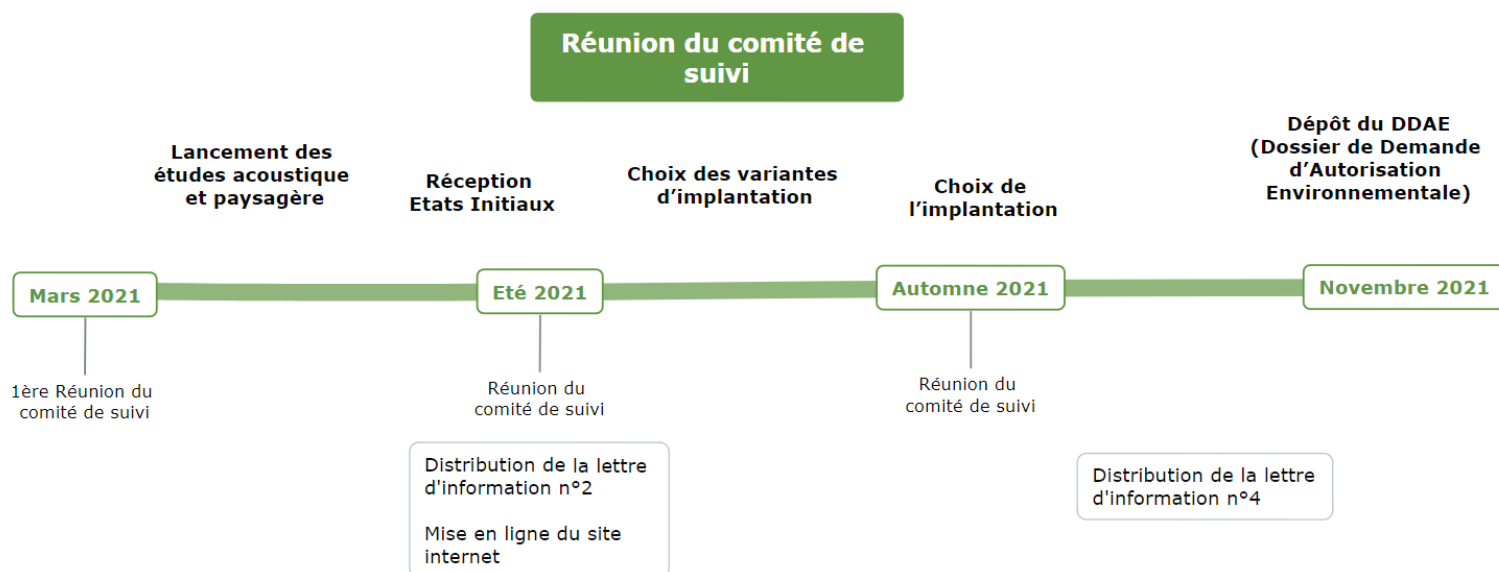 Réunion du comité de
suivi
Lancement des
études acoustique
et paysagère
Réception
Etats Initiaux
Choix des variantes
d’implantation
Choix de
l’implantation
Dépôt du DDAE
(Dossier de Demande
d’Autorisation
Environnementale)
Mars 2021
Eté 2021
Automne 2021
Novembre 2021
1ère Réunion du
comité de suivi
Réunion du
comité de suivi
Réunion du
comité de suivi
Distribution de la lettre
d'information n°2
Mise en ligne du site
internet
Distribution de la lettre
d'information n°4